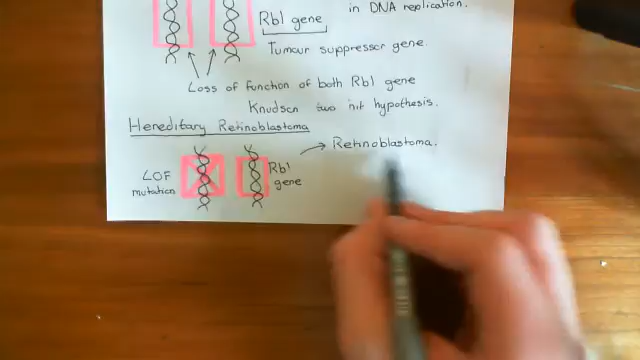 in DNA replication.
Rb1 gene
Tumour suppressor gene.
Loss of function of both Rb1 gene
Knudson two hit hypothesis.
Hereditary Retinoblastoma
Retinoblastoma.
LOF
mutation
Rb1
gene